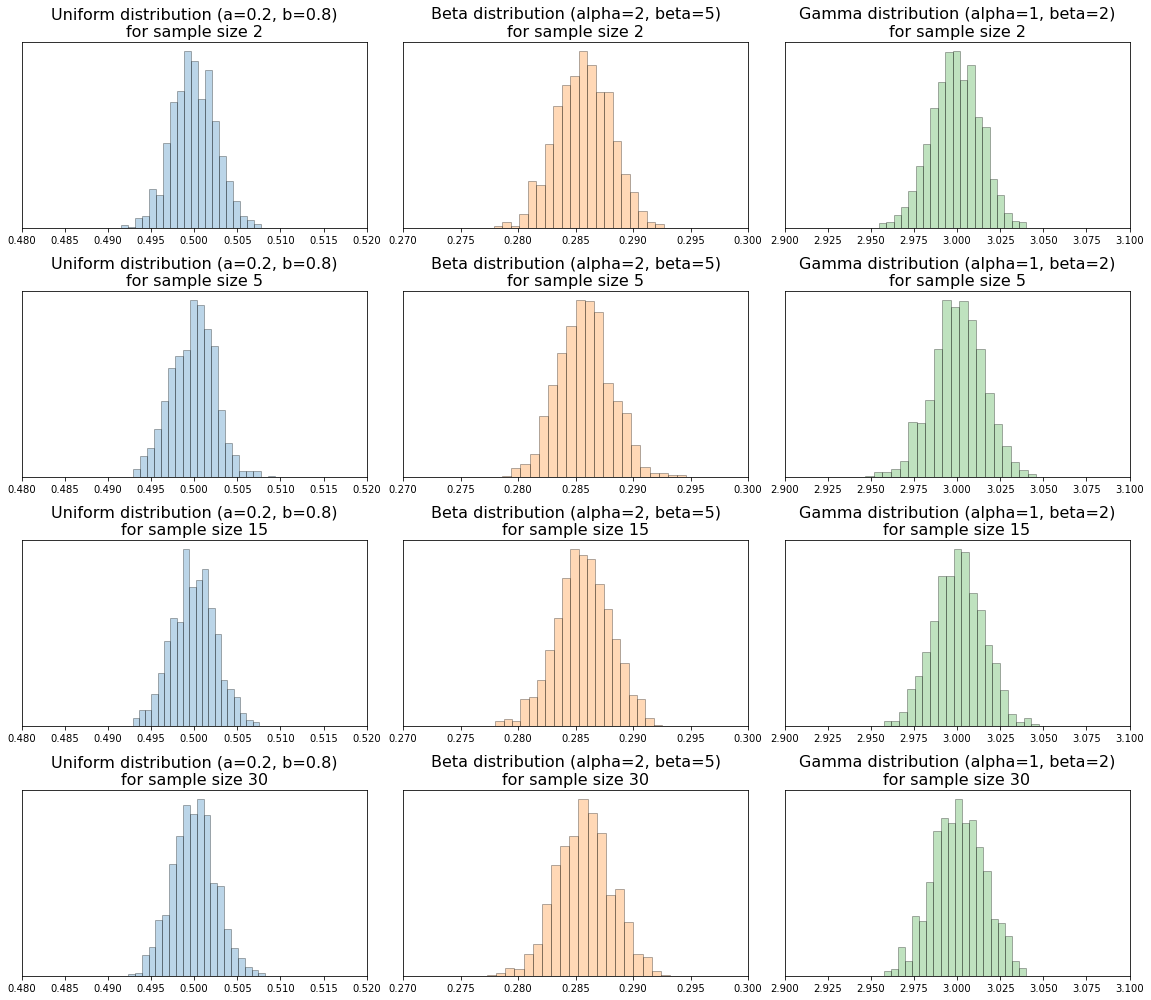 Uniform distribution (a=0.2, b=0.8)
for sample size 2
0.480 0.485 0.490 0.495 0.500 0.505 0.510 0.515 0.520
Beta distribution (alpha=2, beta=5)
for sample size 2
0.270 0.275 0.280 0.285 0.290 0.295 0.300
Gamma distribution (alpha=1, beta=2)
for sample size 2
2.900 2.925 2.950 2.975 3.000 3.025 3.050 3.075 3.100
Uniform distribution (a=0.2, b=0.8)
for sample size 5
0.480 0.485 0.490 0.495 0.500 0.505 0.510 0.515 0.520
Beta distribution (alpha=2, beta=5)
for sample size 5
0.270 0.275 0.280 0.285 0.290 0.295 0.300
Gamma distribution (alpha=1, beta=2)
for sample size 5
2.900 2.925 2.950 2.975 3.000 3.025 3.050 3.075 3.100
Uniform distribution (a=0.2, b=0.8)
for sample size 15
0.480 0.485 0.490 0.495 0.500 0.505 0.510 0.515 0.520
Beta distribution (alpha=2, beta=5)
for sample size 15
0.270 0.275 0.280 0.285 0.290 0.295 0.300
Gamma distribution (alpha=1, beta=2)
for sample size 15
2.900 2.925 2.950 2.975 3.000 3.025 3.050 3.075 3.100
Uniform distribution (a=0.2, b=0.8)
for sample size 30
0.480 0.485 0.490 0.495 0.500 0.505 0.510 0.515 0.520
Beta distribution (alpha=2, beta=5)
for sample size 30
0.270 0.275 0.280 0.285 0.290 0.295 0.300
Gamma distribution (alpha=1, beta=2)
for sample size 30
2.900 2.925 2.950 2.975 3.000 3.025 3.050 3.075 3.100